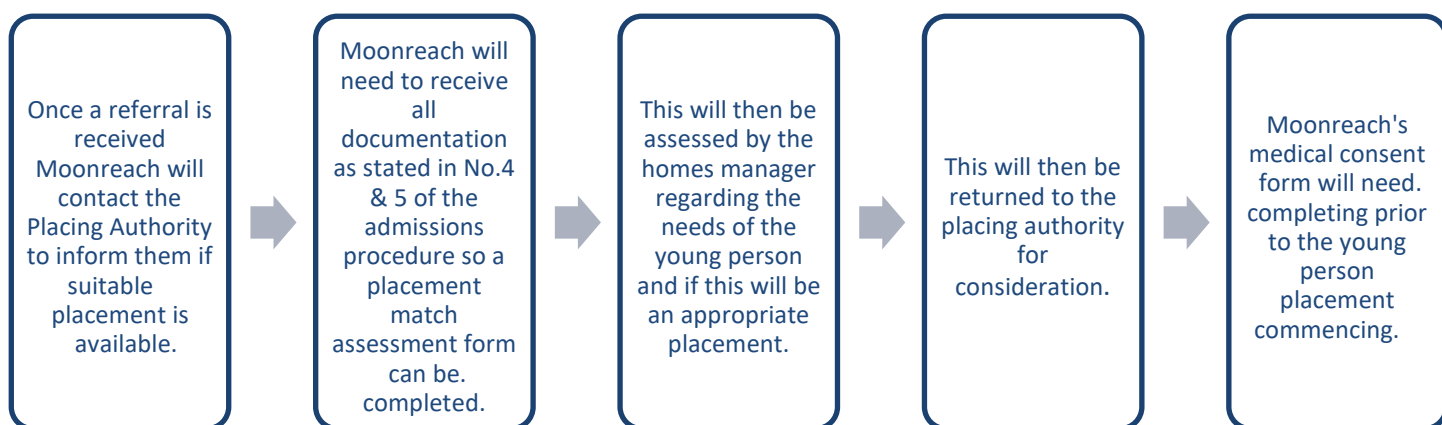 Once a referral is
received
Moonreach will
contact the
Placing Authority
to inform them if
suitable
placement is
available.
Moonreach will
need to receive
all
documentation
as stated in No.4
& 5 of the
admissions
procedure so a
placement
match
assessment form
can be.
completed.
This will then be
assessed by the
homes manager
regarding the
needs of the
young person
and if this will be
an appropriate
placement.
This will then be
returned to the
placing authority
for
consideration.
Moonreach's
medical consent
form will need.
completing prior
to the young
person
placement
commencing.